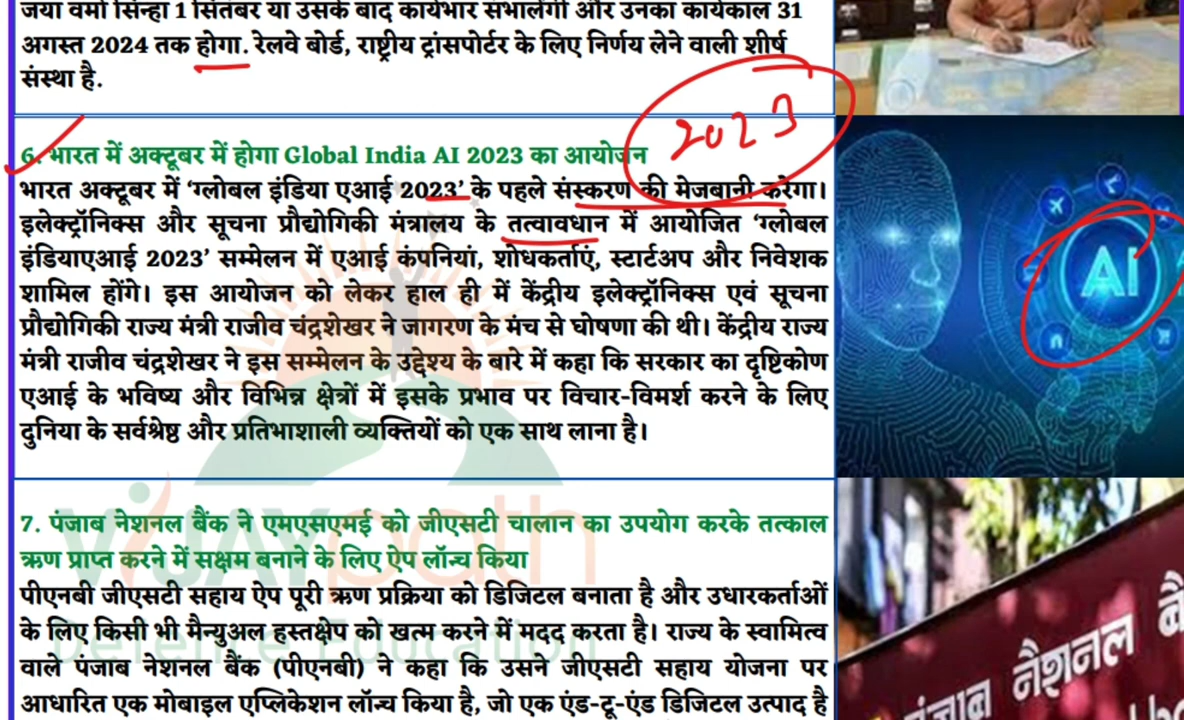 जया वर्मा सिन्हा 1 सितंबर या उसके बाद कार्यभार संभालेंगी और उनका कार्यकाल 31
अगस्त 2024 तक होगा. रेलवे बोर्ड, राष्ट्रीय ट्रांसपोर्टर के लिए निर्णय लेने वाली शीर्ष
संस्था है.
2023
6. भारत में अक्टूबर में होगा Global India AI 2023 का आयोजन
भारत अक्टूबर में ‘ग्लोबल इंडिया एआई 2023’ के पहले संस्करण की मेजबानी करेगा।
इलेक्ट्रॉनिक्स और सूचना प्रौद्योगिकी मंत्रालय के तत्वावधान में आयोजित ‘ग्लोबल
इंडियाएआई 2023’ सम्मेलन में एआई कंपनियां, शोधकर्ताएं, स्टार्टअप और निवेशक
शामिल होंगे। इस आयोजन को लेकर हाल ही में केंद्रीय इलेक्ट्रॉनिक्स एवं सूचना
प्रौद्योगिकी राज्य मंत्री राजीव चंद्रशेखर ने जागरण के मंच से घोषणा की थी। केंद्रीय राज्य
मंत्री राजीव चंद्रशेखर ने इस सम्मेलन के उद्देश्य के बारे में कहा कि सरकार का दृष्टिकोण
एआई के भविष्य और विभिन्न क्षेत्रों में इसके प्रभाव पर विचार-विमर्श करने के लिए
दुनिया के सर्वश्रेष्ठ और प्रतिभाशाली व्यक्तियों को एक साथ लाना है।
AI
7. पंजाब नेशनल बैंक ने एमएसएमई को जीएसटी चालान का उपयोग करके तत्काल
ऋण प्राप्त करने में सक्षम बनाने के लिए ऐप लॉन्च किया
पीएनबी जीएसटी सहाय ऐप पूरी ऋण प्रक्रिया को डिजिटल बनाता है और उधारकर्ताओं
के लिए किसी भी मैन्युअल हस्तक्षेप को खत्म करने में मदद करता है। राज्य के स्वामित्व
वाले पंजाब नेशनल बैंक (पीएनबी) ने कहा कि उसने जीएसटी सहाय योजना पर
आधारित एक मोबाइल एप्लिकेशन लॉन्च किया है, जो एक एंड-टू-एंड डिजिटल उत्पाद है
नैशनल
VIJAYpath
Defence Education